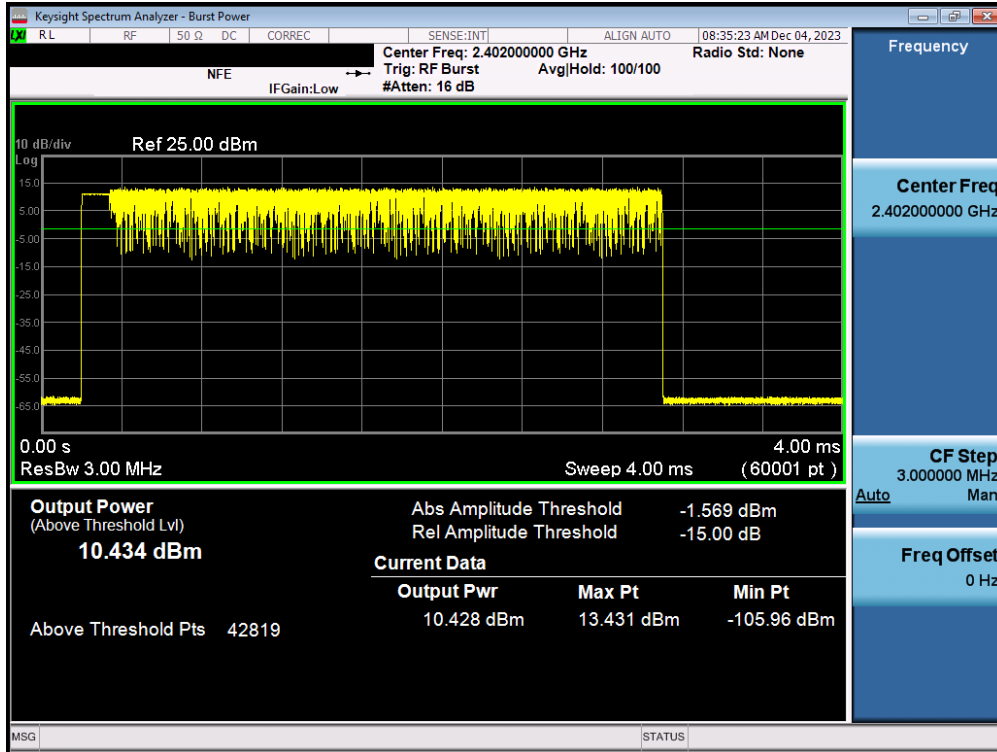 Keysight Spectrum Analyzer - Burst Power
LXI RL RF 50 Ω DC CORREC SENSE:INT ALIGN AUTO 08:35:23 AM Dec 04, 2023
Center Freq: 2.402000000 GHz Radio Std: None
NFE Trig: RF Burst Avg|Hold: 100/100
IFGain:Low #Atten: 16 dB
10 dB/div Ref 25.00 dBm
Log
15.0
5.00
-5.00
-15.0
-25.0
-35.0
-45.0
-55.0
-65.0
0.00 s 4.00 ms
ResBw 3.00 MHz Sweep 4.00 ms (60001 pt)
Output Power
(Above Threshold Lvl)
10.434 dBm
Above Threshold Pts 42819
Abs Amplitude Threshold -1.569 dBm
Rel Amplitude Threshold -15.00 dB
Current Data
Output Pwr Max Pt Min Pt
10.428 dBm 13.431 dBm -105.96 dBm
Frequency
Center Freq
2.402000000 GHz
CF Step
3.000000 MHz
Auto Man
Freq Offset
0 Hz
MSG STATUS